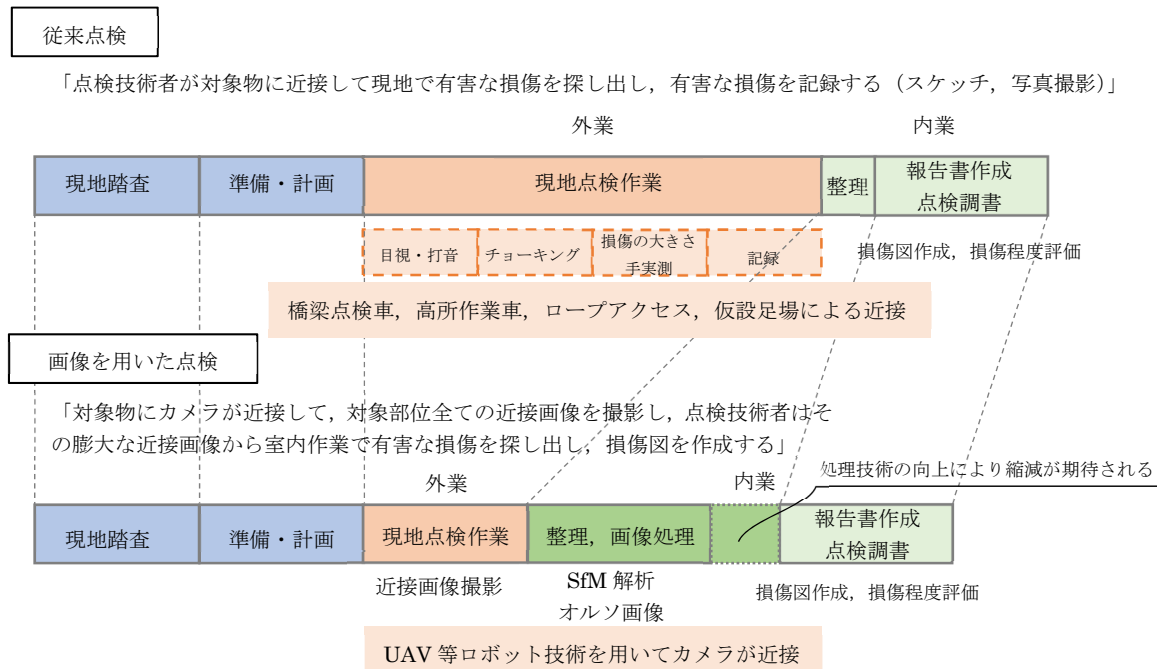 従来点検
「点検技術者が対象物に近接して現地で有害な損傷を探し出し，有害な損傷を記録する（スケッチ，写真撮影）」
外業
内業
現地踏査
準備・計画
現地点検作業
整理
報告書作成
点検調書
目視・打音
チョーキング
損傷の大きさ
手実測
記録
損傷図作成，損傷程度評価
橋梁点検車，高所作業車，ロープアクセス，仮設足場による近接
画像を用いた点検
「対象物にカメラが近接して，対象部位全ての近接画像を撮影し，点検技術者はそ
の膨大な近接画像から室内作業で有害な損傷を探し出し，損傷図を作成する」
処理技術の向上により縮減が期待される
外業
内業
現地踏査
準備・計画
現地点検作業
整理，画像処理
報告書作成
点検調書
近接画像撮影
SfM 解析
オルソ画像
損傷図作成，損傷程度評価
UAV 等ロボット技術を用いてカメラが近接